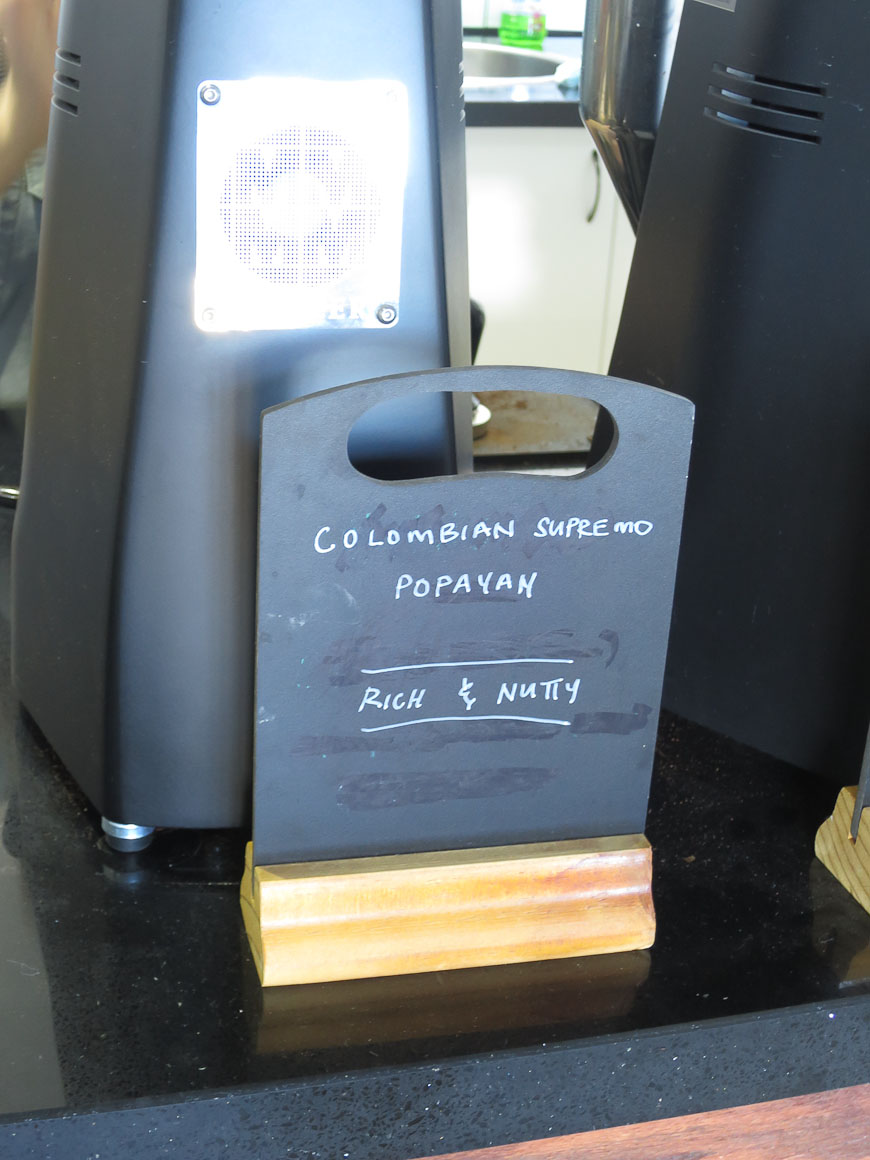 COLOMBIAN SUPREMO
POPAYAN
RICH & NUTTY